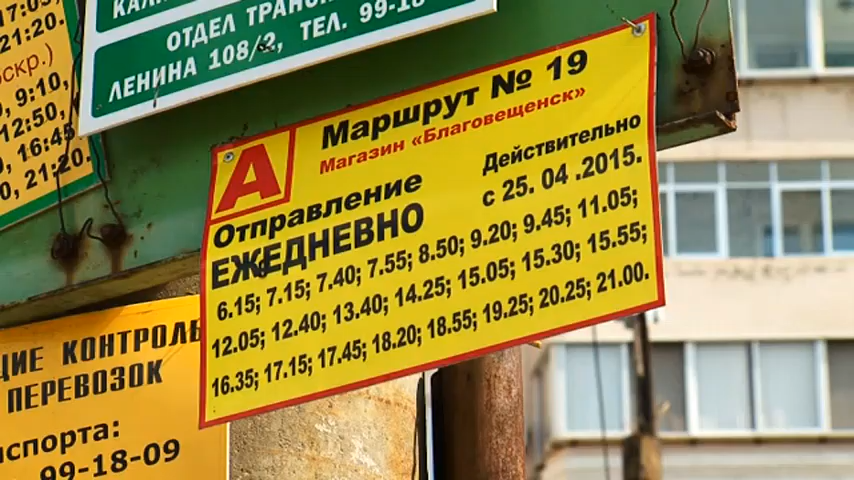 17.05
21.20.
скр.)
9.10,
12.50,
16.45
21.20.
ОТДЕЛ
ЛЕНИНА 108/2, ТЕЛ. 99-18
А
Маршрут № 19
Магазин «Благовещенск»
Отправление
ЕЖЕДНЕВНО
Действительно
с 25. 04 .2015.
6.15; 7.15; 7.40; 7.55; 8.50; 9.20; 9.45; 11.05;
12.05; 12.40; 13.40; 14.25; 15.05; 15.30; 15.55;
16.35; 17.15; 17.45; 18.20; 18.55; 19.25; 20.25; 21.00.
КОНТРОЛЬ
ПЕРЕВОЗОК
спорта:
99-18-09